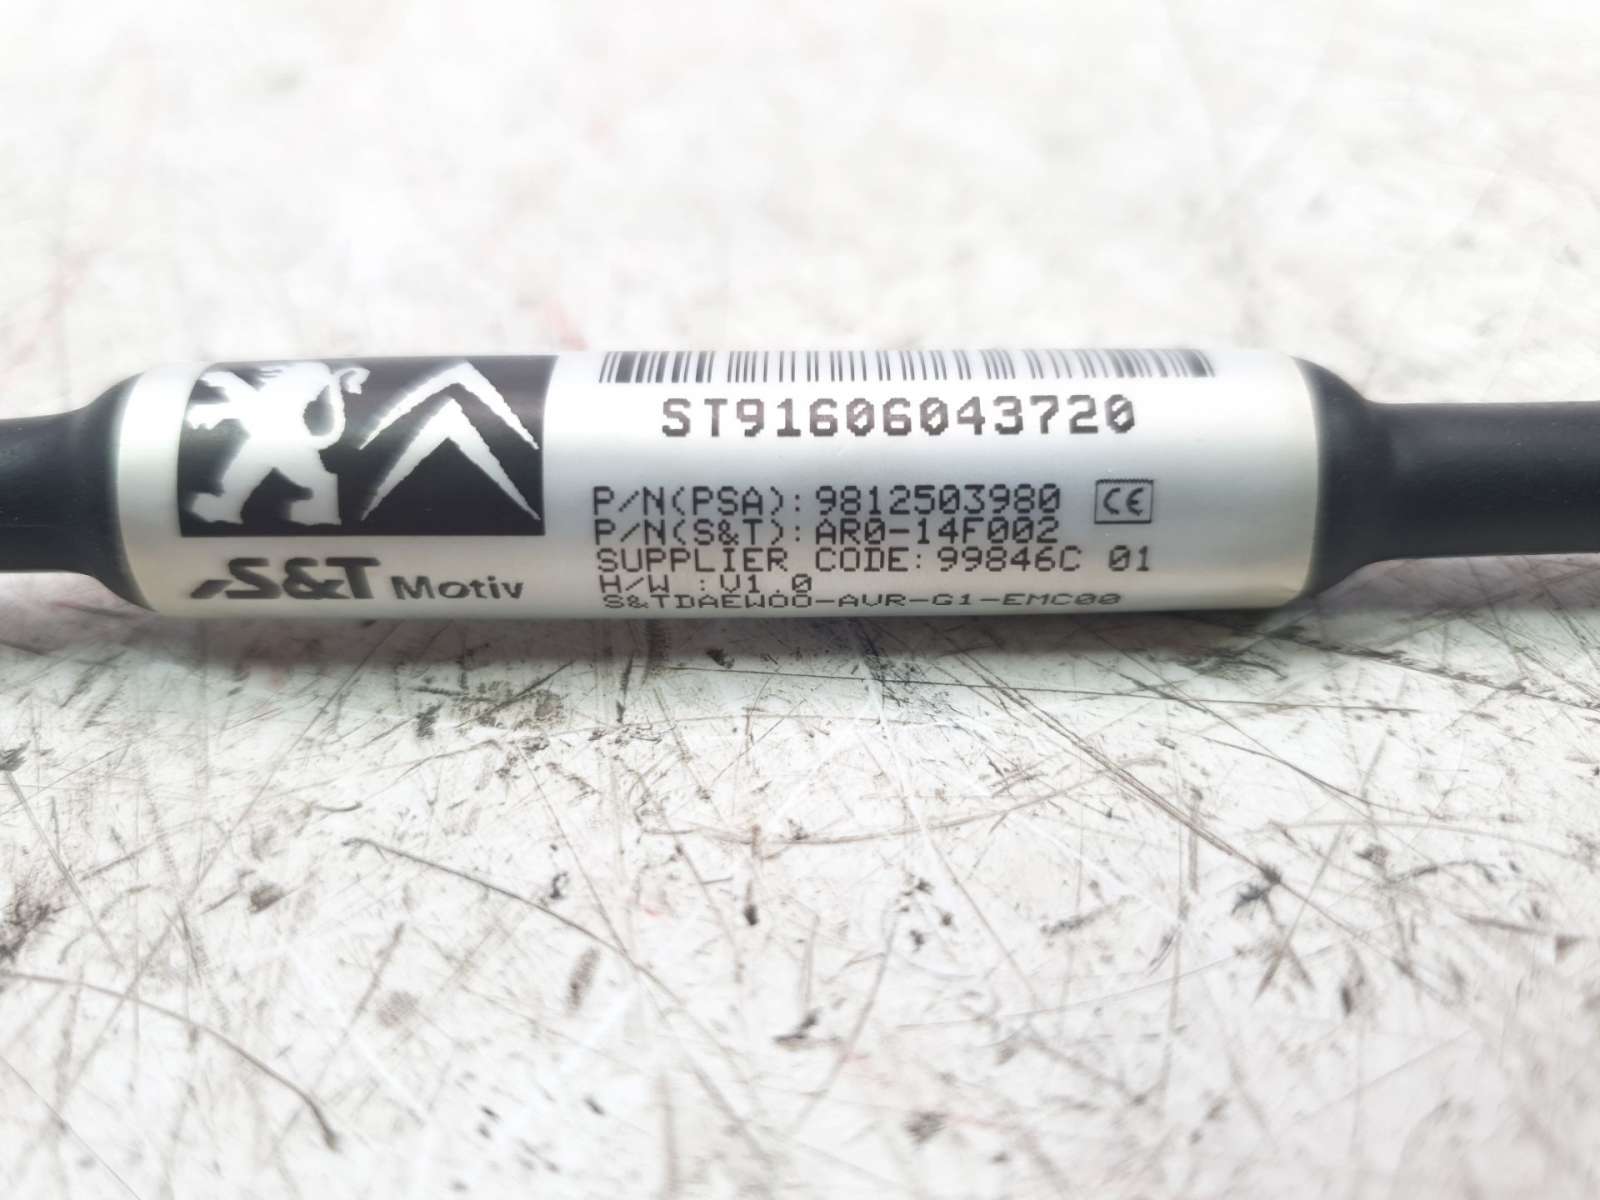 ST91606043720
P/N(PSA): 9812503980 CE
P/N(S&T): AR0-14F002
SUPPLIER CODE: 99846C 01
H/W : V1.0
S&TDAEWOO-AVR-G1-EMC00
S&T Motiv